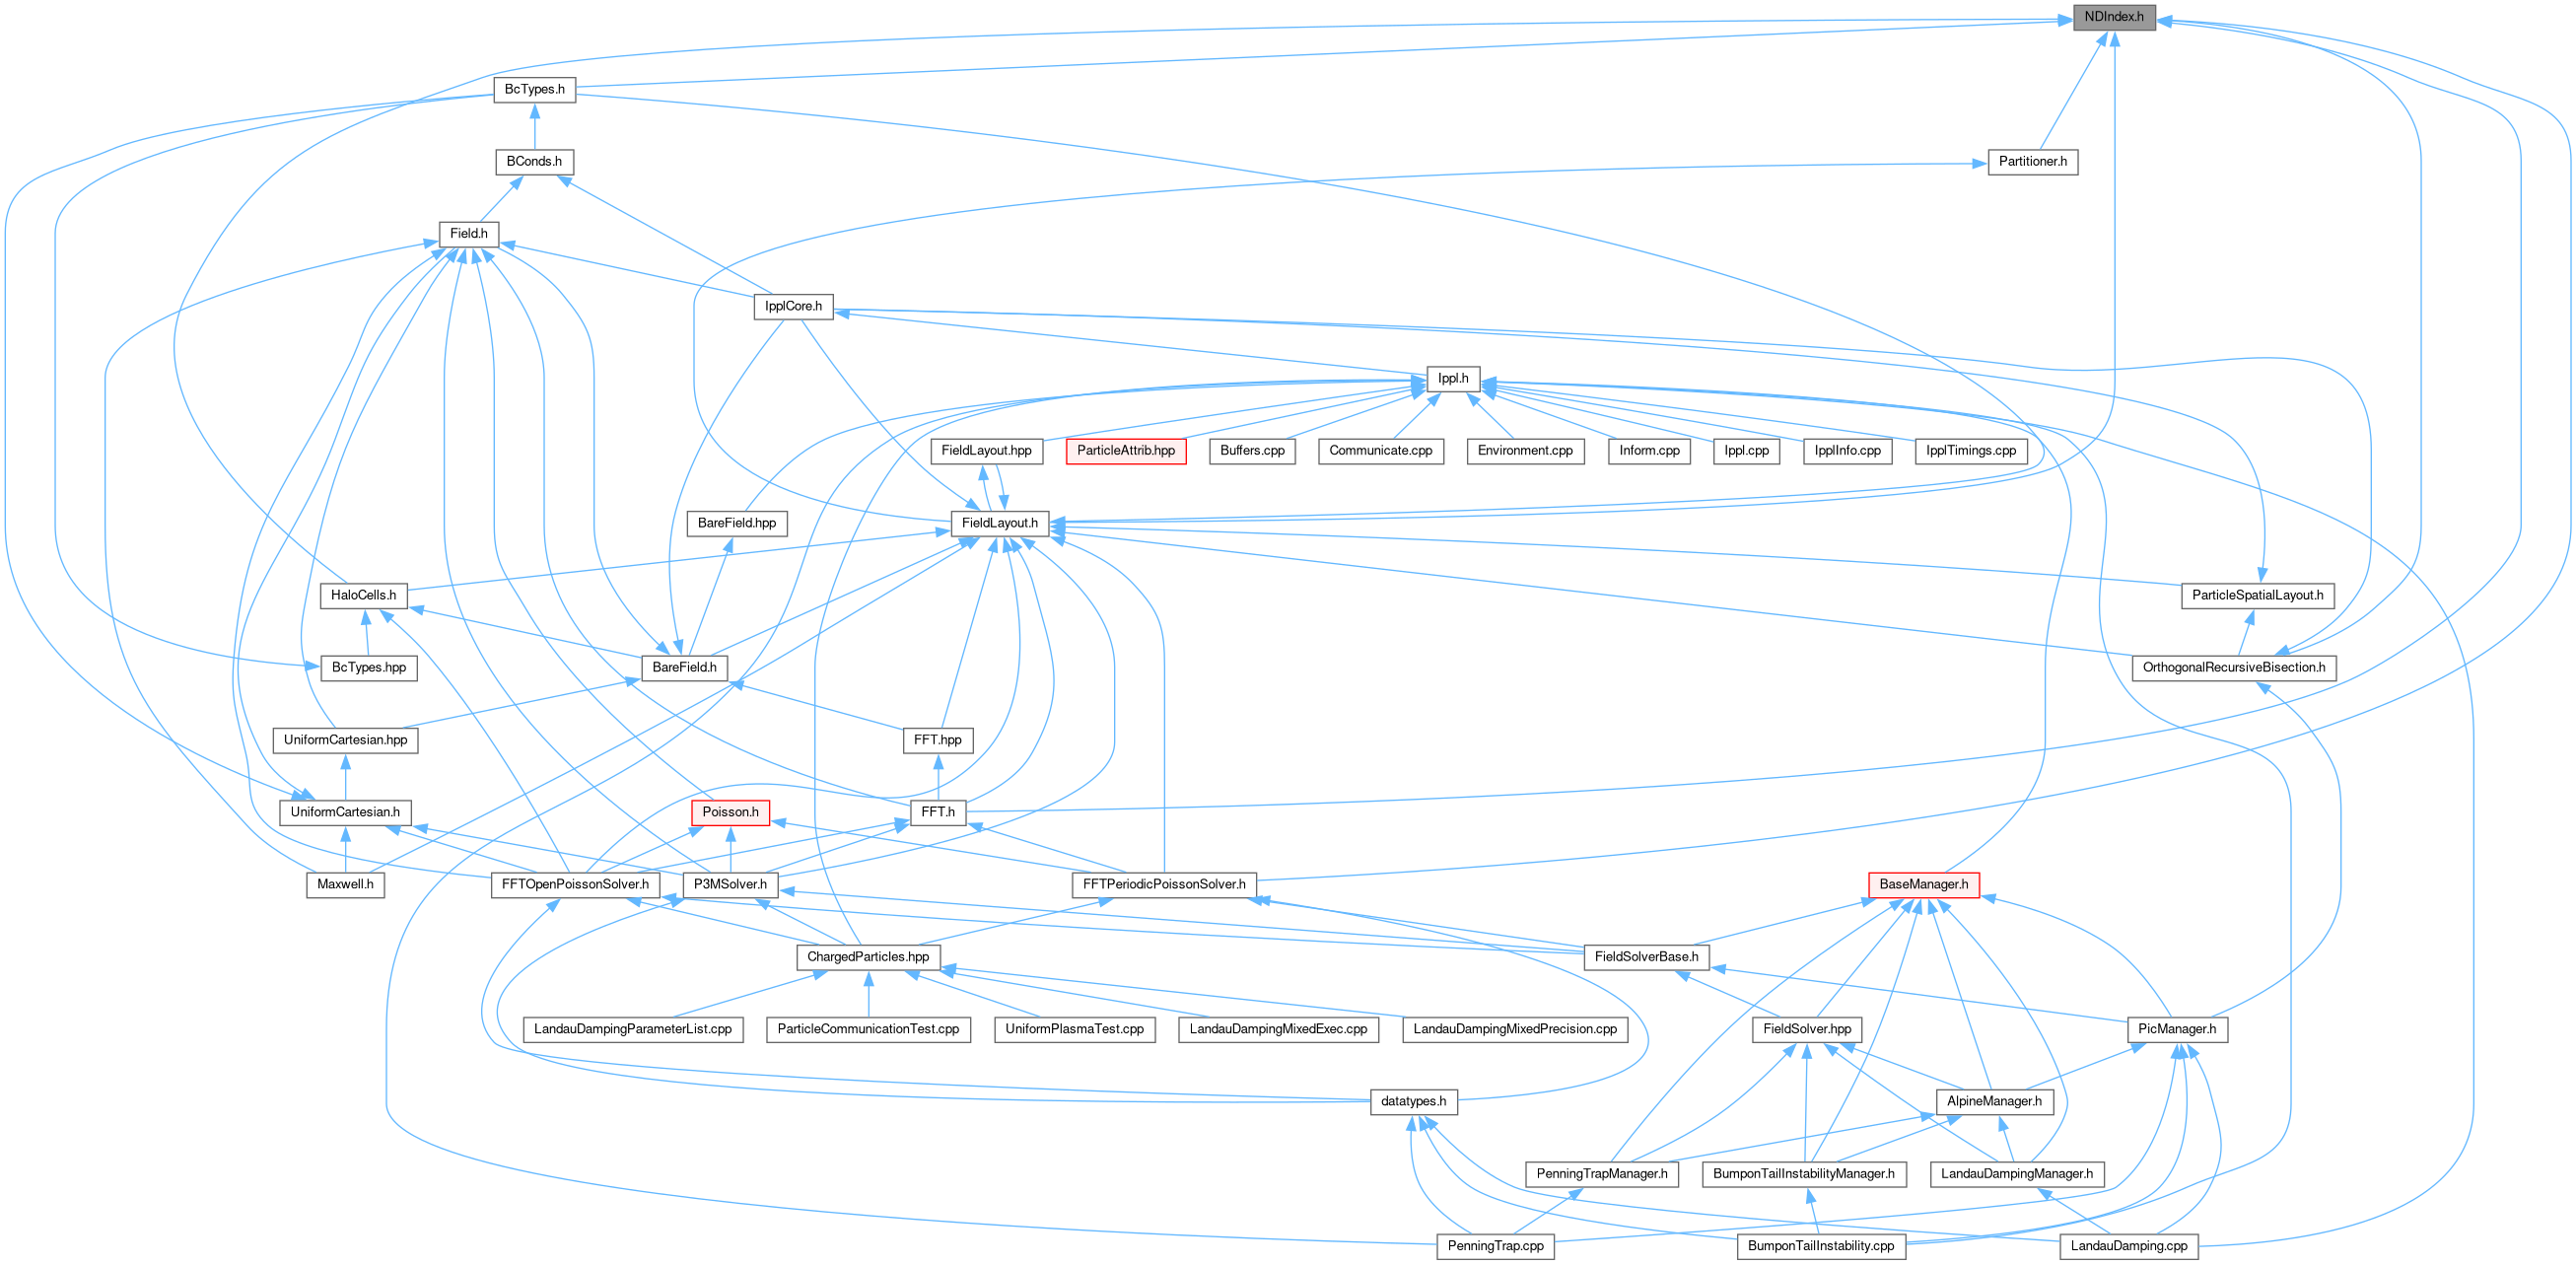 NDIndex.h
BcTypes.h
BConds.h
Partitioner.h
Field.h
IpplCore.h
Ippl.h
FieldLayout.hpp
ParticleAttrib.hpp
Buffers.cpp
Communicate.cpp
Environment.cpp
Inform.cpp
Ippl.cpp
IpplInfo.cpp
IpplTimings.cpp
BareField.hpp
FieldLayout.h
HaloCells.h
ParticleSpatialLayout.h
BcTypes.hpp
BareField.h
OrthogonalRecursiveBisection.h
UniformCartesian.hpp
FFT.hpp
UniformCartesian.h
Poisson.h
FFT.h
Maxwell.h
FFTOpenPoissonSolver.h
P3MSolver.h
FFTPeriodicPoissonSolver.h
BaseManager.h
ChargedParticles.hpp
FieldSolverBase.h
LandauDampingParameterList.cpp
ParticleCommunicationTest.cpp
UniformPlasmaTest.cpp
LandauDampingMixedExec.cpp
LandauDampingMixedPrecision.cpp
FieldSolver.hpp
PicManager.h
datatypes.h
AlpineManager.h
PenningTrapManager.h
BumponTailInstabilityManager.h
LandauDampingManager.h
PenningTrap.cpp
BumponTailInstability.cpp
LandauDamping.cpp